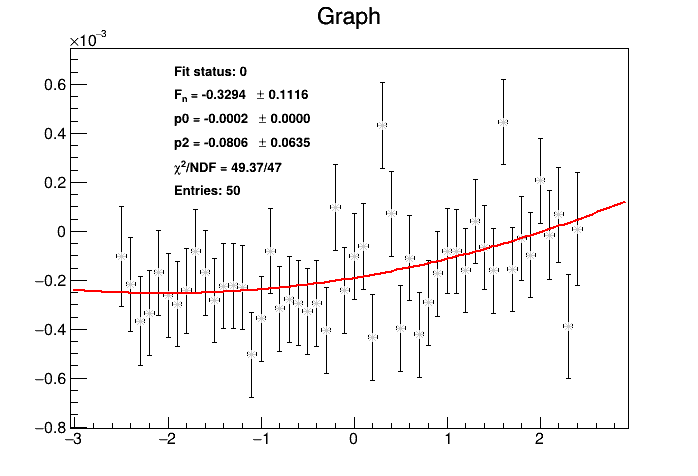 Graph
×10⁻³
Fit status: 0
Fₙ = -0.3294 ± 0.1116
p0 = -0.0002 ± 0.0000
p2 = -0.0806 ± 0.0635
χ²/NDF = 49.37/47
Entries: 50
0.6
0.4
0.2
0
−0.2
−0.4
−0.6
−0.8
−3 −2 −1 0 1 2